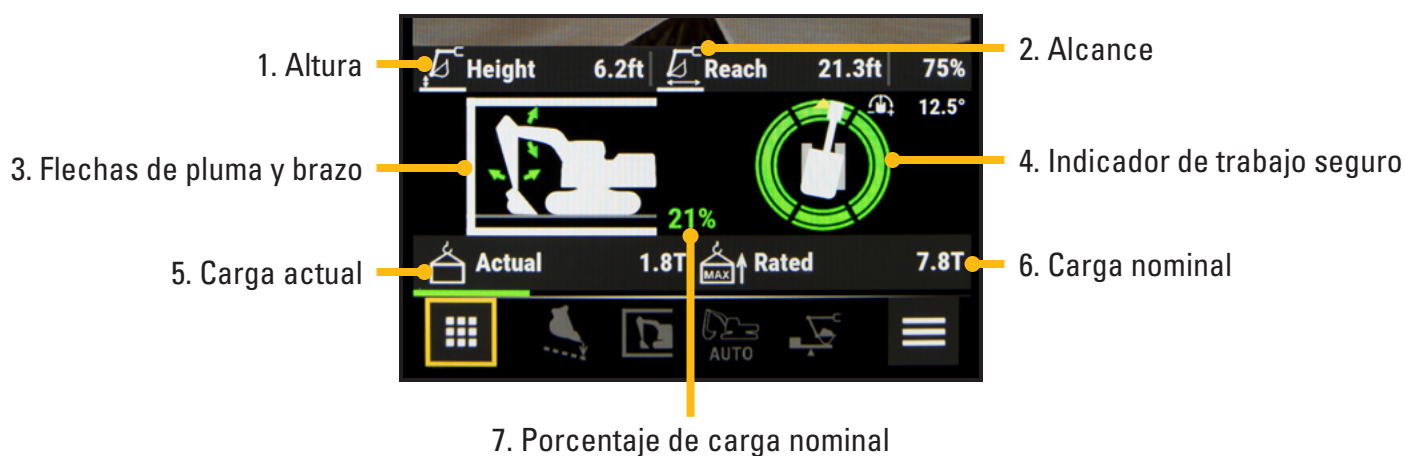 1. Altura
2. Alcance
Height 6.2ft Reach 21.3ft 75%
12.5°
3. Flechas de pluma y brazo
4. Indicador de trabajo seguro
21%
5. Carga actual
Actual 1.8T MAX Rated 7.8T
6. Carga nominal
AUTO
7. Porcentaje de carga nominal